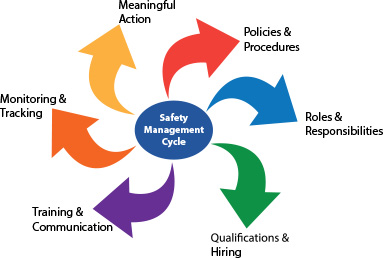 Meaningful
Action
Policies &
Procedures
Monitoring &
Tracking
Safety
Management
Cycle
Roles &
Responsibilities
Training &
Communication
Qualifications &
Hiring